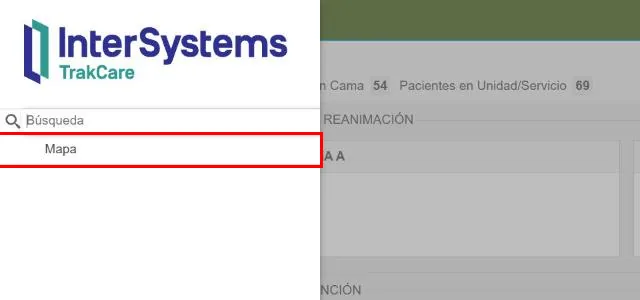 InterSystems
TrakCare
n Cama 54 Pacientes en Unidad/Servicio 69
Búsqueda
REANIMACIÓN
Mapa
A A
NCIÓN